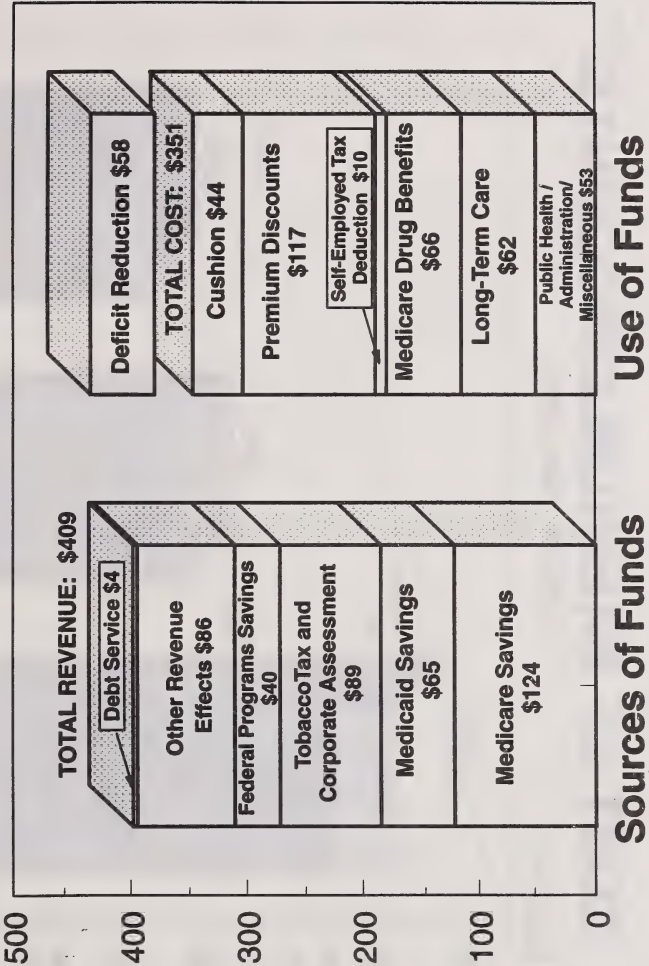 500
400
300
200
100
0
TOTAL REVENUE: $409
Debt Service $4
Other Revenue
Effects $86
Federal Programs Savings
$40
TobaccoTax and
Corporate Assessment
$89
Medicaid Savings
$65
Medicare Savings
$124
Sources of Funds
Deficit Reduction $58
TOTAL COST: $351
Cushion $44
Premium Discounts
$117
Self-Employed Tax
Deduction $10
Medicare Drug Benefits
$66
Long-Term Care
$62
Public Health /
Administration/
Miscellaneous $53
Use of Funds